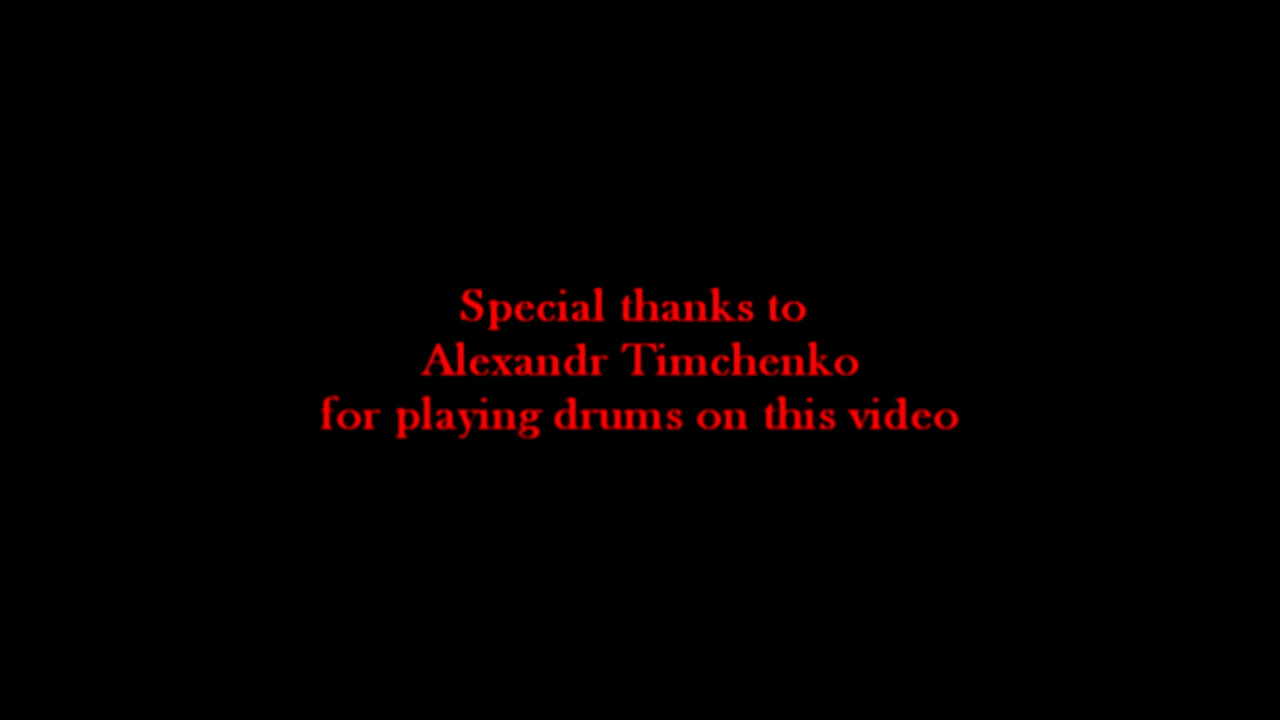 Special thanks to
Alexandr Timchenko
for playing drums on this video